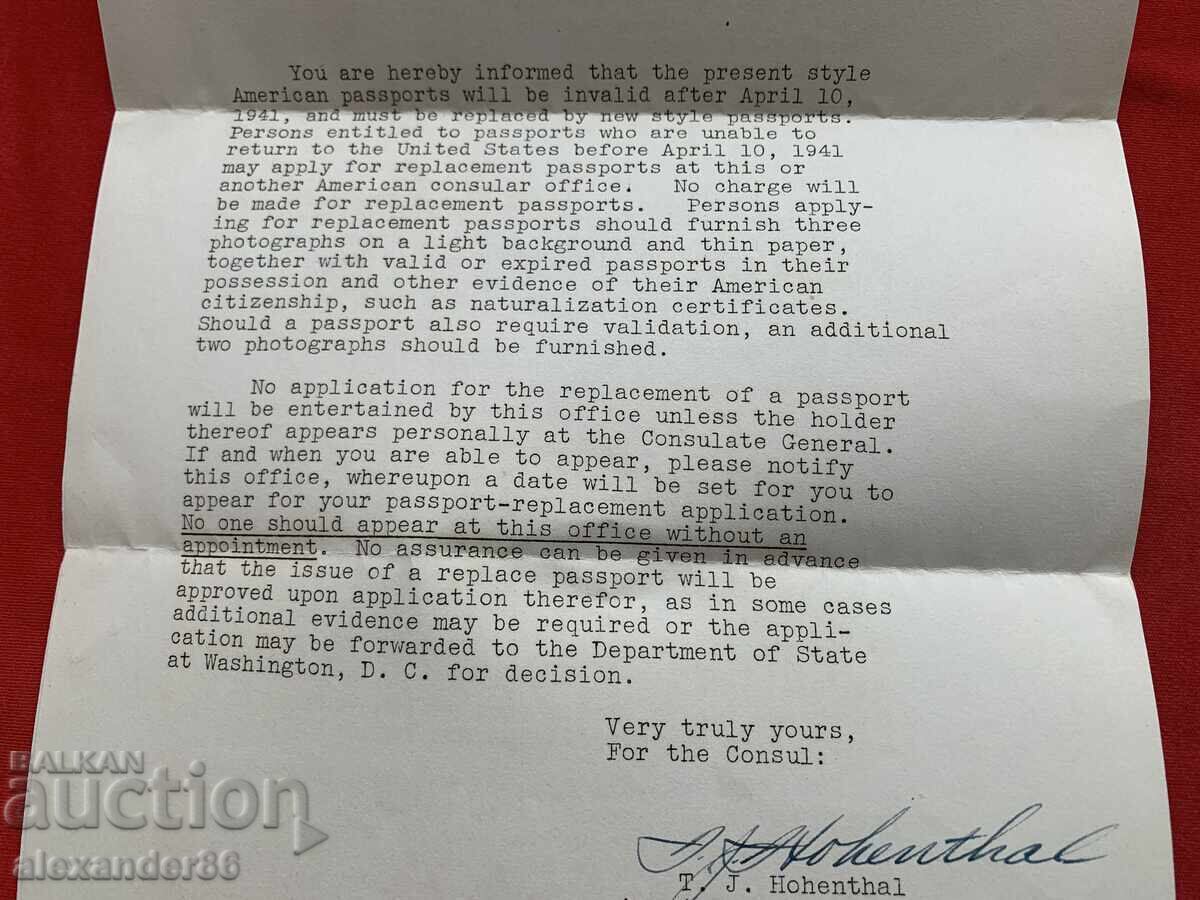 You are hereby informed that the present style
American passports will be invalid after April 10,
1941, and must be replaced by new style passports.
Persons entitled to passports who are unable to
return to the United States before April 10, 1941
may apply for replacement passports at this or
another American consular office. No charge will
be made for replacement passports. Persons apply-
ing for replacement passports should furnish three
photographs on a light background and thin paper,
together with valid or expired passports in their
possession and other evidence of their American
citizenship, such as naturalization certificates.
Should a passport also require validation, an additional
two photographs should be furnished.
No application for the replacement of a passport
will be entertained by this office unless the holder
thereof appears personally at the Consulate General.
If and when you are able to appear, please notify
this office, whereupon a date will be set for you to
appear for your passport-replacement application.
No one should appear at this office without an
appointment. No assurance can be given in advance
that the issue of a replace passport will be
approved upon application therefor, as in some cases
additional evidence may be required or the appli-
cation may be forwarded to the Department of State
at Washington, D. C. for decision.
Very truly yours,
For the Consul:
T. J. Hohenthal
T. J. Hohenthal
BALKAN
auction
alexander86